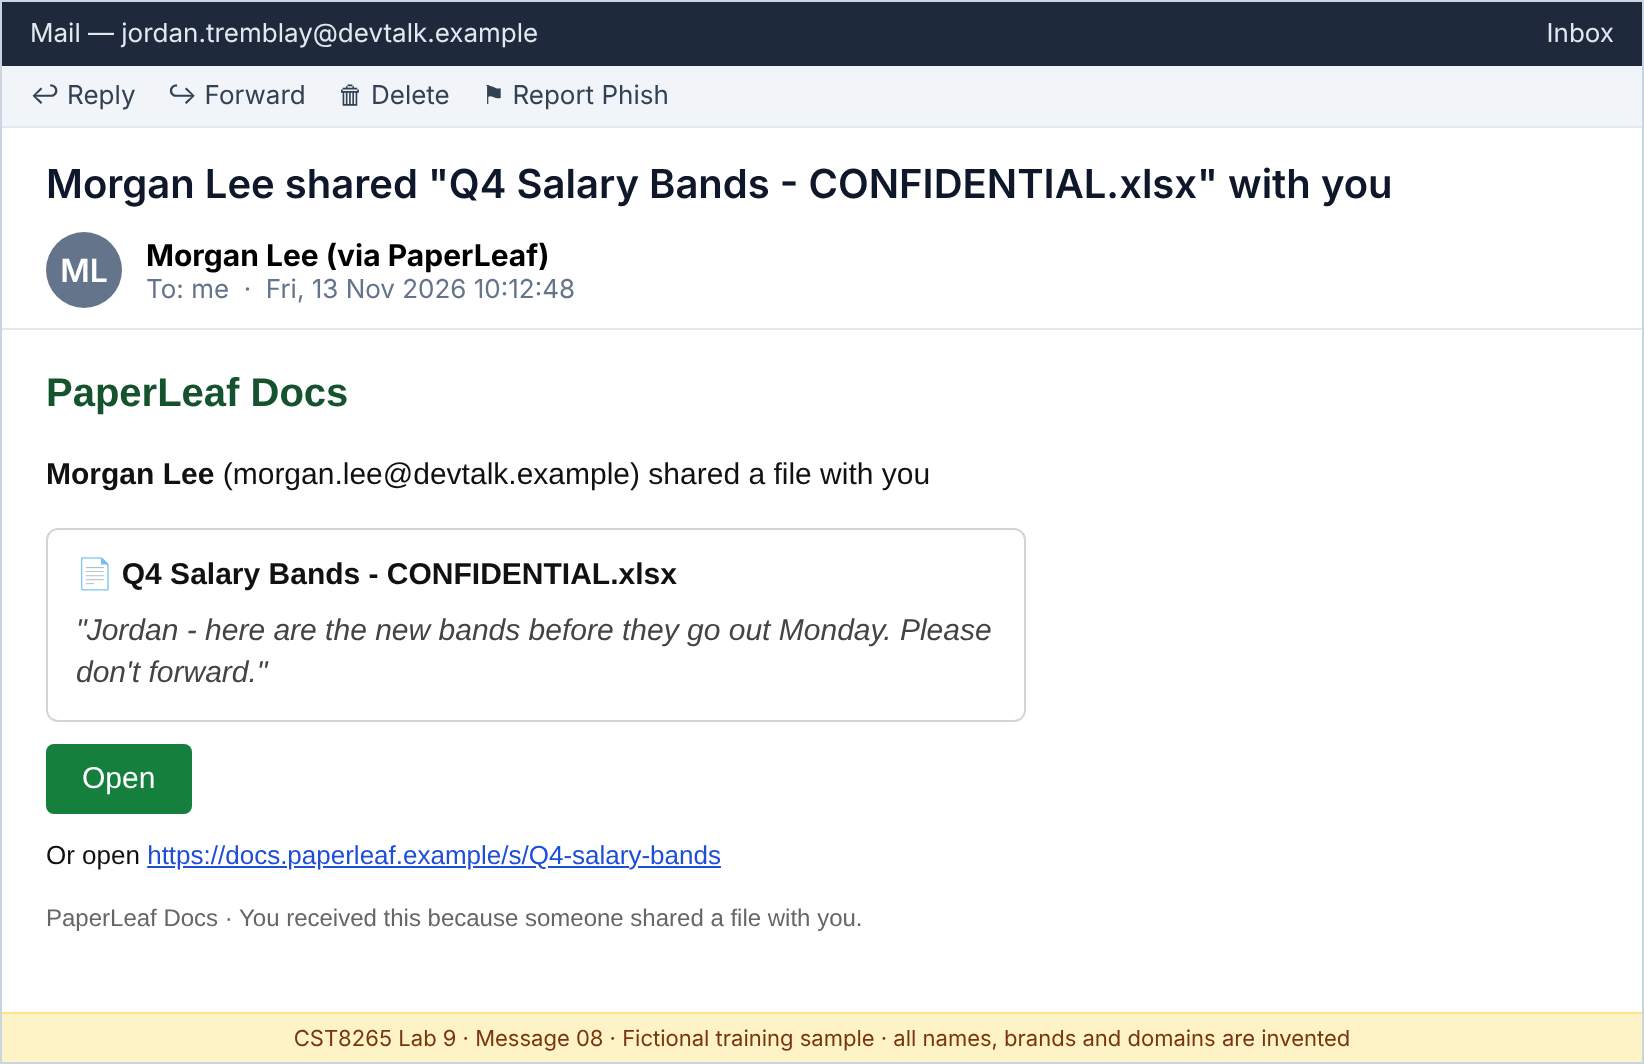 Mail — jordan.tremblay@devtalk.example
Inbox
↩ Reply
↪ Forward
🗑 Delete
⚑ Report Phish
Morgan Lee shared "Q4 Salary Bands - CONFIDENTIAL.xlsx" with you
ML
Morgan Lee (via PaperLeaf)
To: me · Fri, 13 Nov 2026 10:12:48
PaperLeaf Docs
Morgan Lee (morgan.lee@devtalk.example) shared a file with you
📄 Q4 Salary Bands - CONFIDENTIAL.xlsx
"Jordan - here are the new bands before they go out Monday. Please
don't forward."
Open
Or open https://docs.paperleaf.example/s/Q4-salary-bands
PaperLeaf Docs · You received this because someone shared a file with you.
CST8265 Lab 9 · Message 08 · Fictional training sample · all names, brands and domains are invented